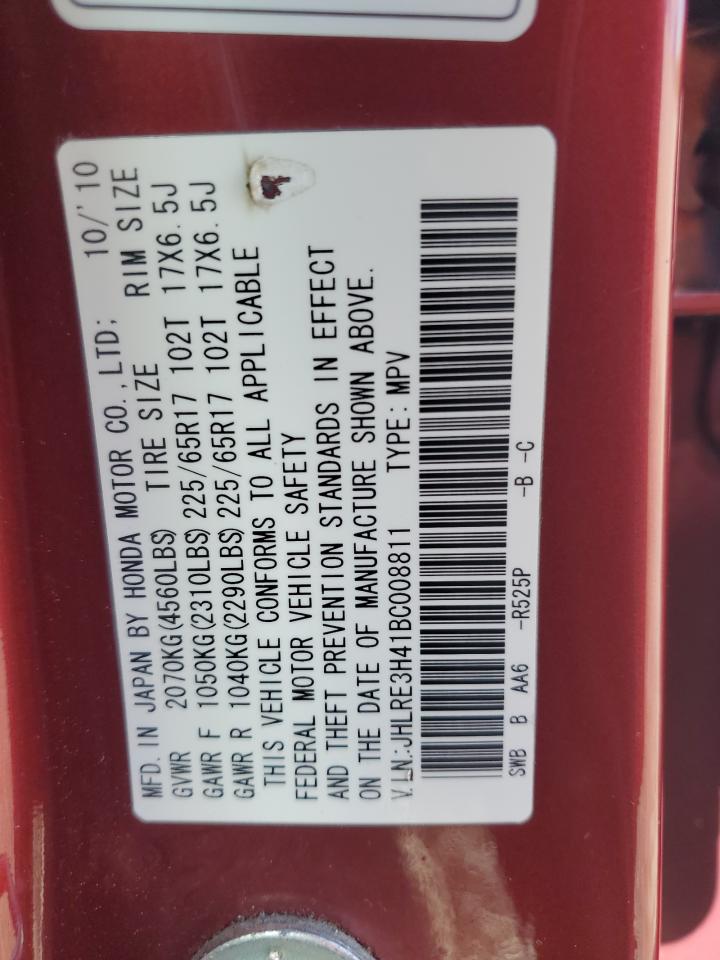 MFD. IN JAPAN BY HONDA MOTOR CO., LTD; 10/'10
GVWR 2070KG(4560LBS) TIRE SIZE RIM SIZE
GAWR F 1050KG(2310LBS) 225/65R17 102T 17X6.5J
GAWR R 1040KG(2290LBS) 225/65R17 102T 17X6.5J
THIS VEHICLE CONFORMS TO ALL APPLICABLE
FEDERAL MOTOR VEHICLE SAFETY
AND THEFT PREVENTION STANDARDS IN EFFECT
ON THE DATE OF MANUFACTURE SHOWN ABOVE.
V.I.N.:JHLRE3H41BC008811 TYPE: MPV
SWB B AA6 -R525P -B -C